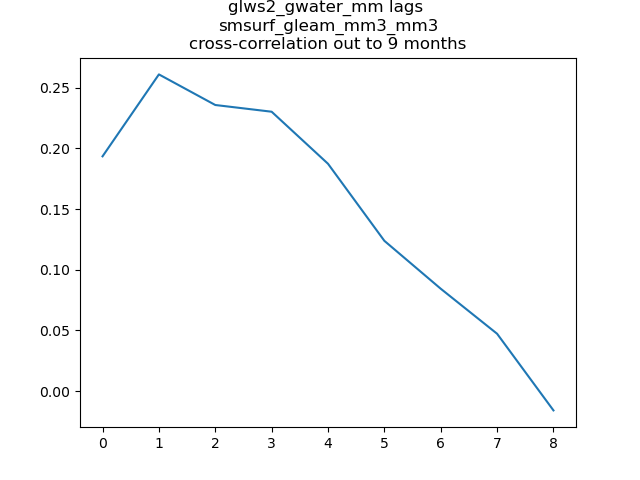 glws2_gwater_mm lags
smsurf_gleam_mm3_mm3
cross-correlation out to 9 months
0.25
0.20
0.15
0.10
0.05
0.00
0 1 2 3 4 5 6 7 8